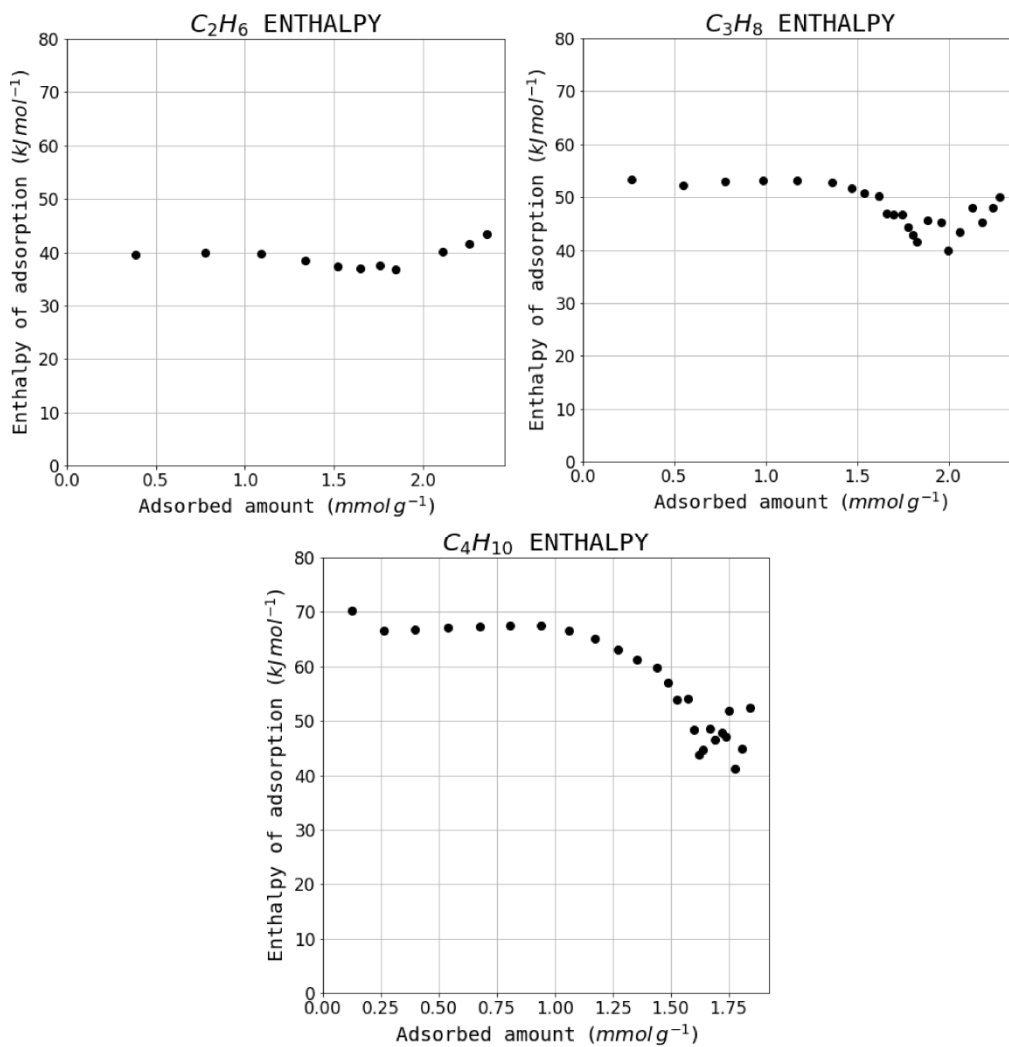 C₂H₆ ENTHALPY
Enthalpy of adsorption (kJ mol⁻¹)
80
70
60
50
40
30
20
10
0
0.0 0.5 1.0 1.5 2.0
Adsorbed amount (mmol g⁻¹)
C₃H₈ ENTHALPY
Enthalpy of adsorption (kJ mol⁻¹)
80
70
60
50
40
30
20
10
0
0.0 0.5 1.0 1.5 2.0
Adsorbed amount (mmol g⁻¹)
C₄H₁₀ ENTHALPY
Enthalpy of adsorption (kJ mol⁻¹)
80
70
60
50
40
30
20
10
0
0.00 0.25 0.50 0.75 1.00 1.25 1.50 1.75
Adsorbed amount (mmol g⁻¹)